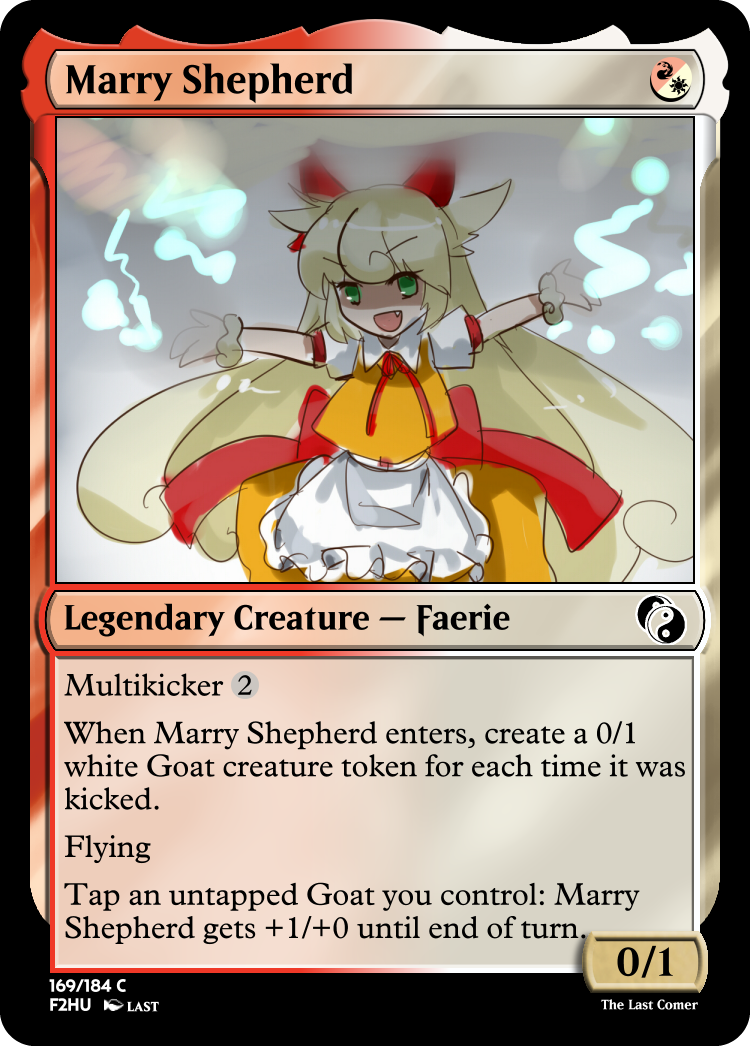 Marry Shepherd
Legendary Creature — Faerie
Multikicker 2
When Marry Shepherd enters, create a 0/1
white Goat creature token for each time it was
kicked.
Flying
Tap an untapped Goat you control: Marry
Shepherd gets +1/+0 until end of turn.
0/1
169/184 C
F2HU LAST
The Last Comer